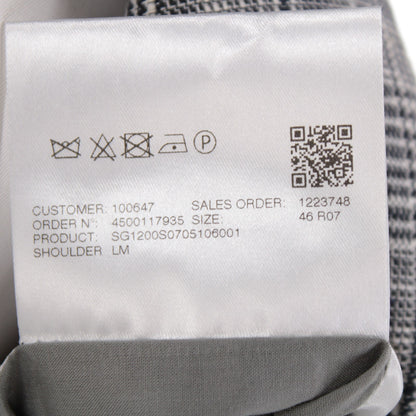 P
CUSTOMER: 100647 SALES ORDER: 1223748
ORDER N°: 4500117935 SIZE: 46 R07
PRODUCT: SG1200S0705106001
SHOULDER LM